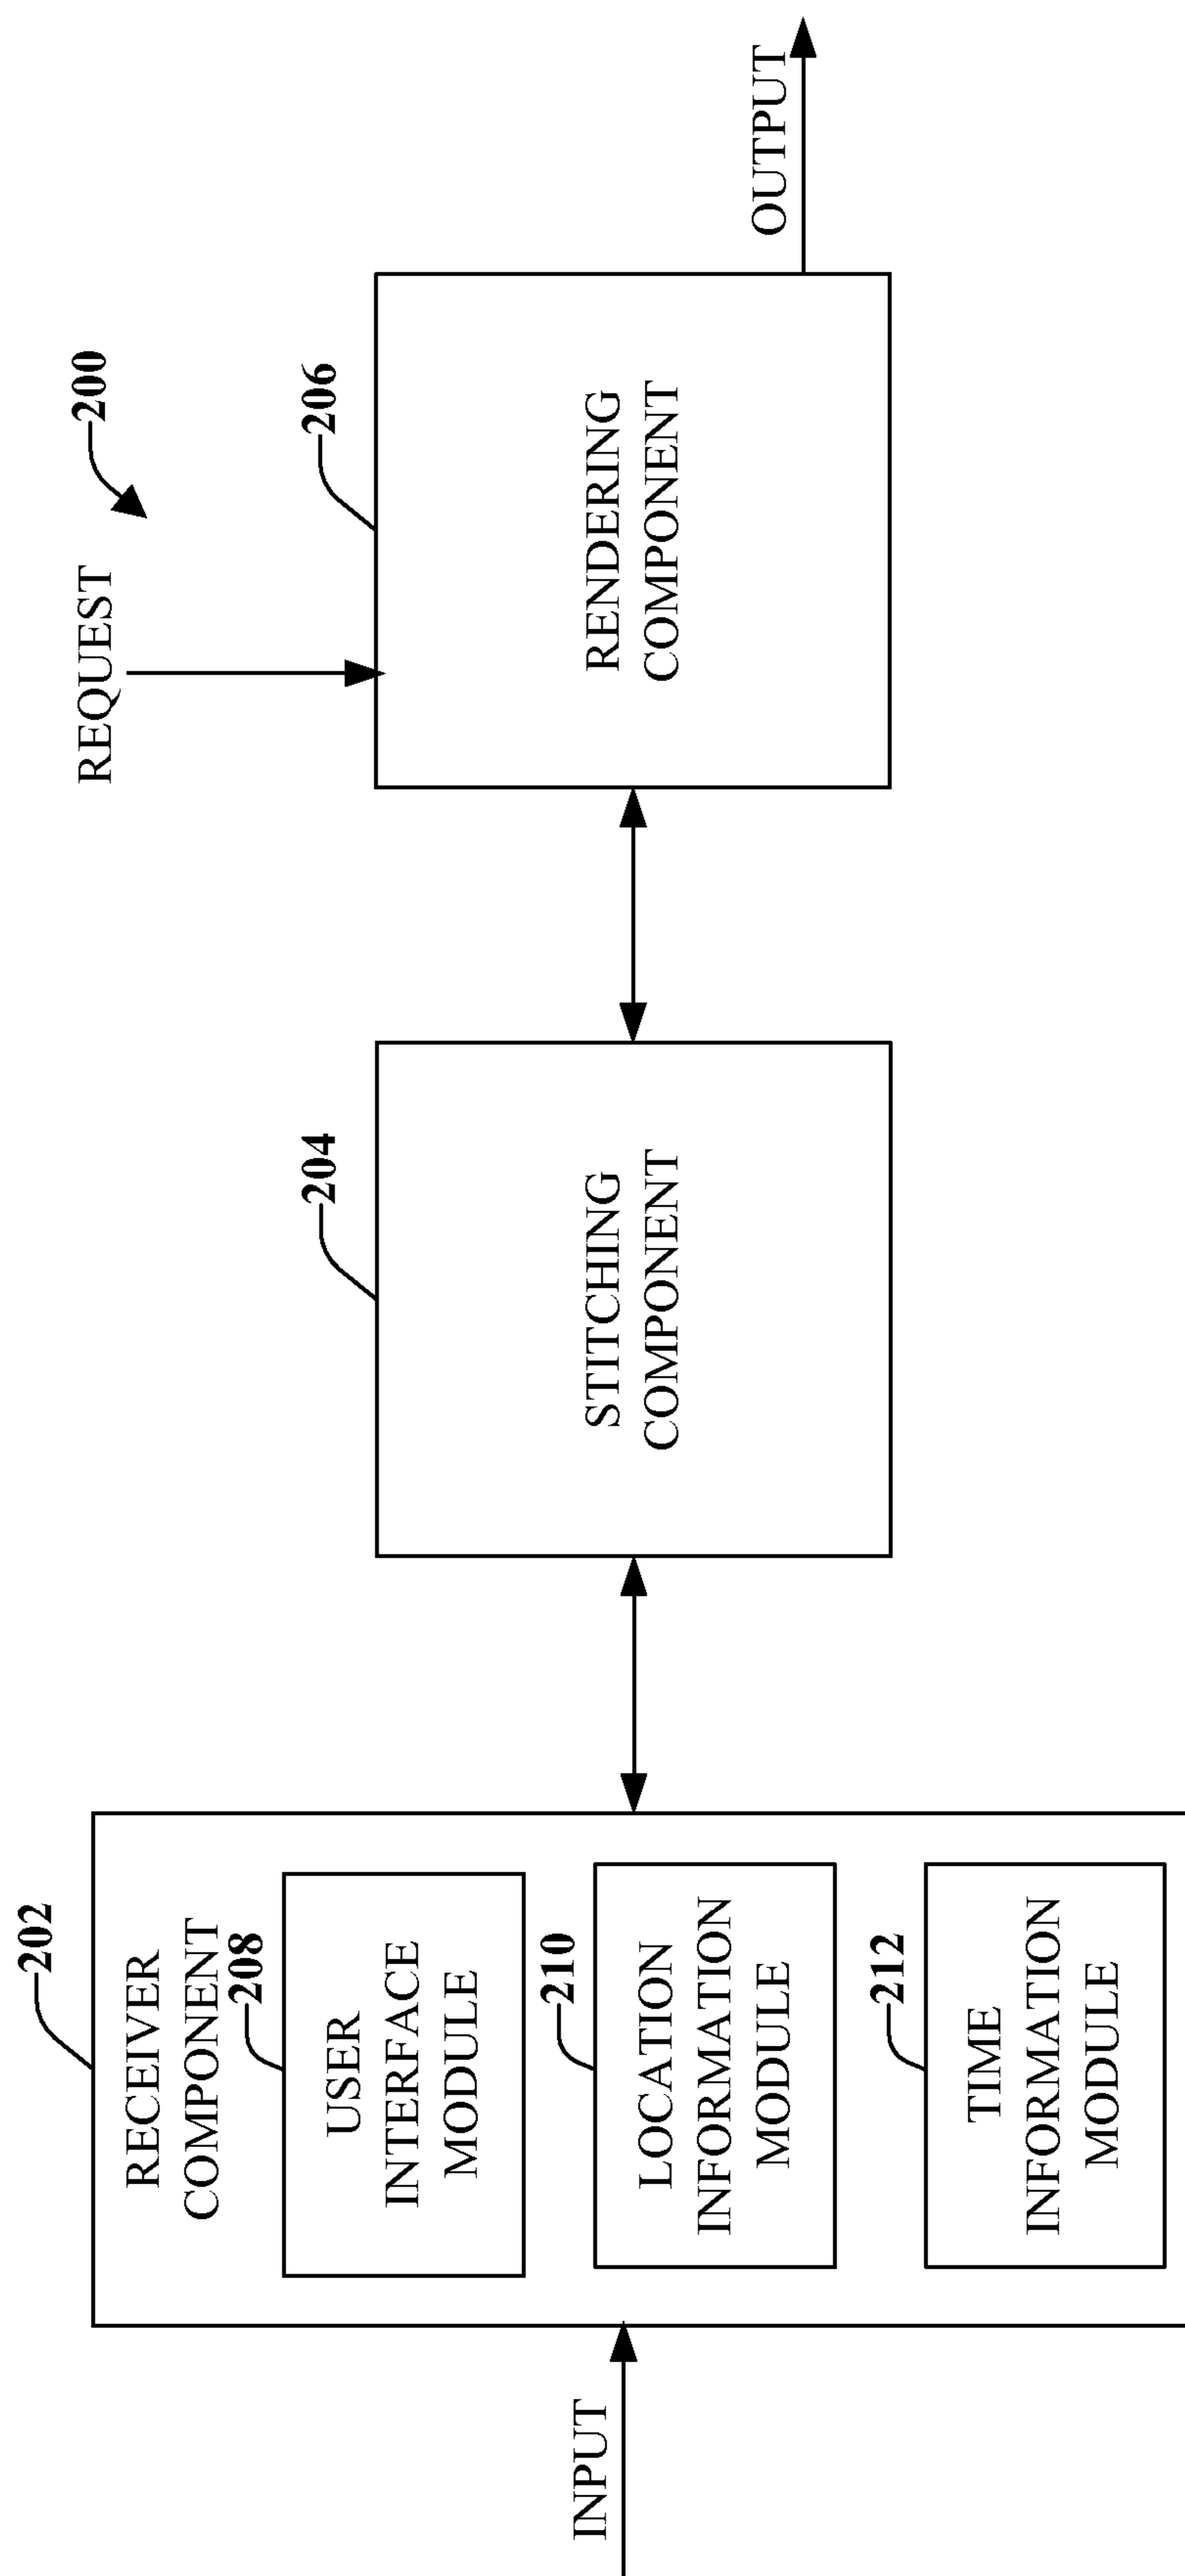 200
202
RECEIVER
COMPONENT
208
USER
INTERFACE
MODULE
210
LOCATION
INFORMATION
MODULE
212
TIME
INFORMATION
MODULE
INPUT
204
STITCHING
COMPONENT
REQUEST
206
RENDERING
COMPONENT
OUTPUT